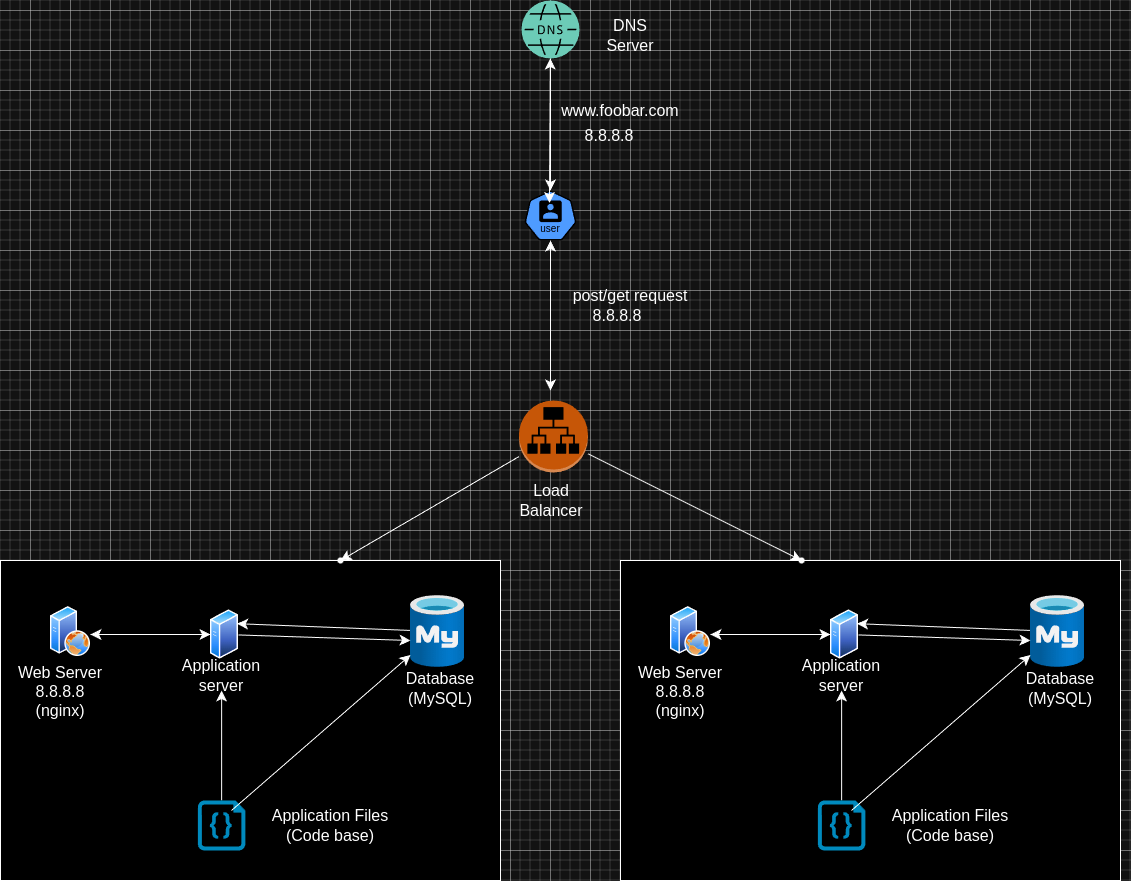 DNS
DNS
Server
www.foobar.com
8.8.8.8
user
post/get request
8.8.8.8
Load
Balancer
My
Web Server
8.8.8.8
(nginx)
Application
server
Database
(MySQL)
{}
Application Files
(Code base)
My
Web Server
8.8.8.8
(nginx)
Application
server
Database
(MySQL)
{}
Application Files
(Code base)